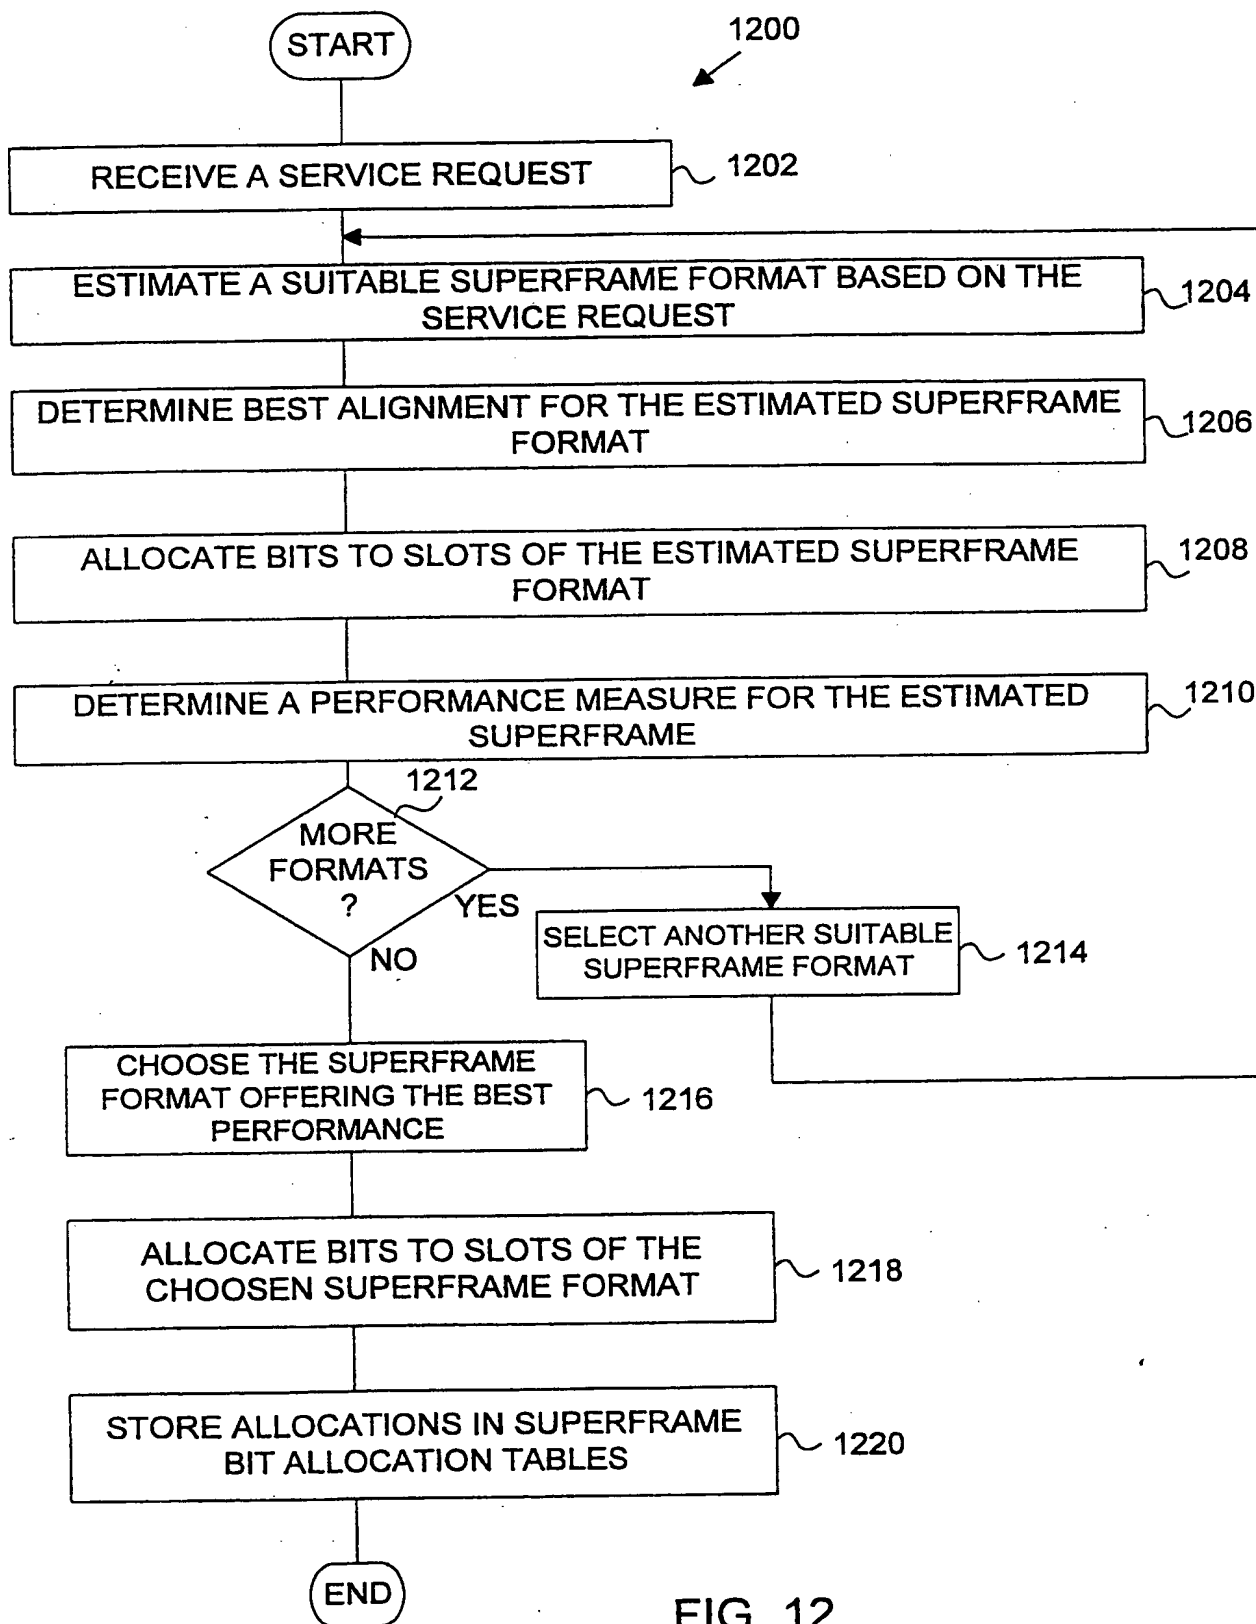 START
1200
RECEIVE A SERVICE REQUEST
1202
ESTIMATE A SUITABLE SUPERFRAME FORMAT BASED ON THE
SERVICE REQUEST
1204
DETERMINE BEST ALIGNMENT FOR THE ESTIMATED SUPERFRAME
FORMAT
1206
ALLOCATE BITS TO SLOTS OF THE ESTIMATED SUPERFRAME
FORMAT
1208
DETERMINE A PERFORMANCE MEASURE FOR THE ESTIMATED
SUPERFRAME
1210
1212
MORE
FORMATS
?
YES
NO
SELECT ANOTHER SUITABLE
SUPERFRAME FORMAT
1214
CHOOSE THE SUPERFRAME
FORMAT OFFERING THE BEST
PERFORMANCE
1216
ALLOCATE BITS TO SLOTS OF THE
CHOOSEN SUPERFRAME FORMAT
1218
STORE ALLOCATIONS IN SUPERFRAME
BIT ALLOCATION TABLES
1220
END
FIG. 12